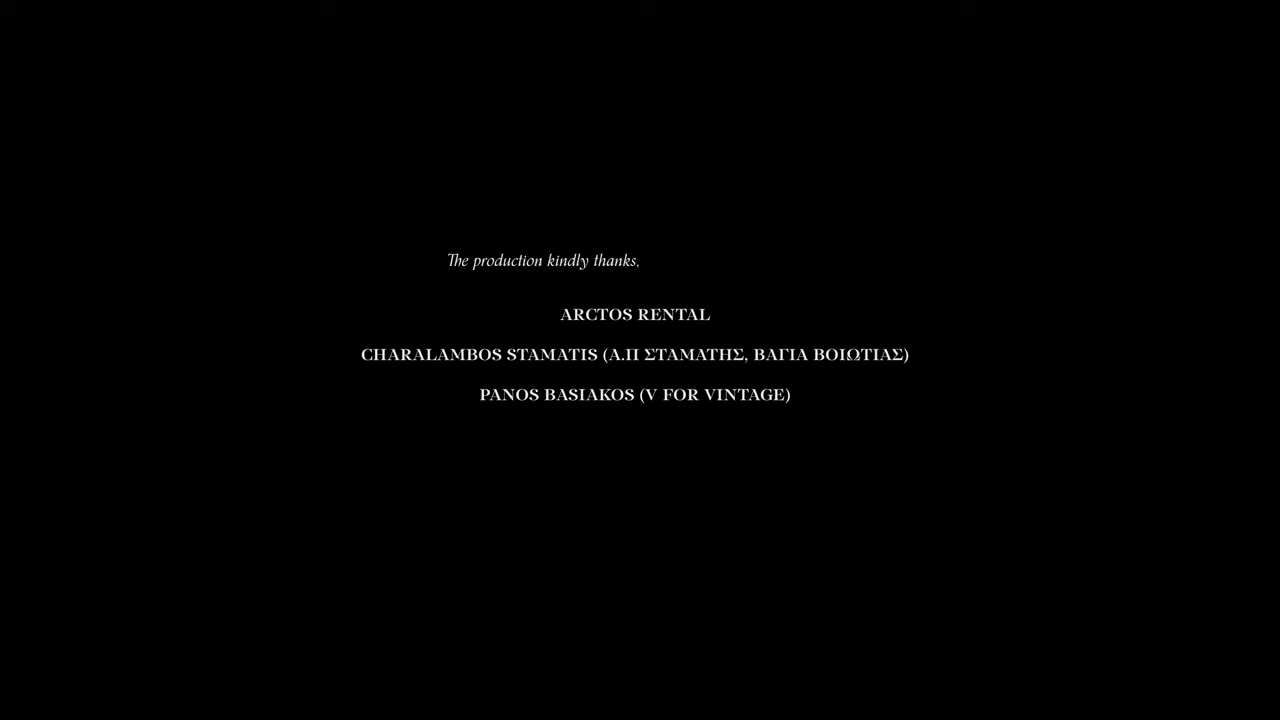 The production kindly thanks,
ARCTOS RENTAL
CHARALAMBOS STAMATIS (Α.Π ΣΤΑΜΑΤΗΣ, ΒΑΓΙΑ ΒΟΙΩΤΙΑΣ)
PANOS BASIAKOS (V FOR VINTAGE)